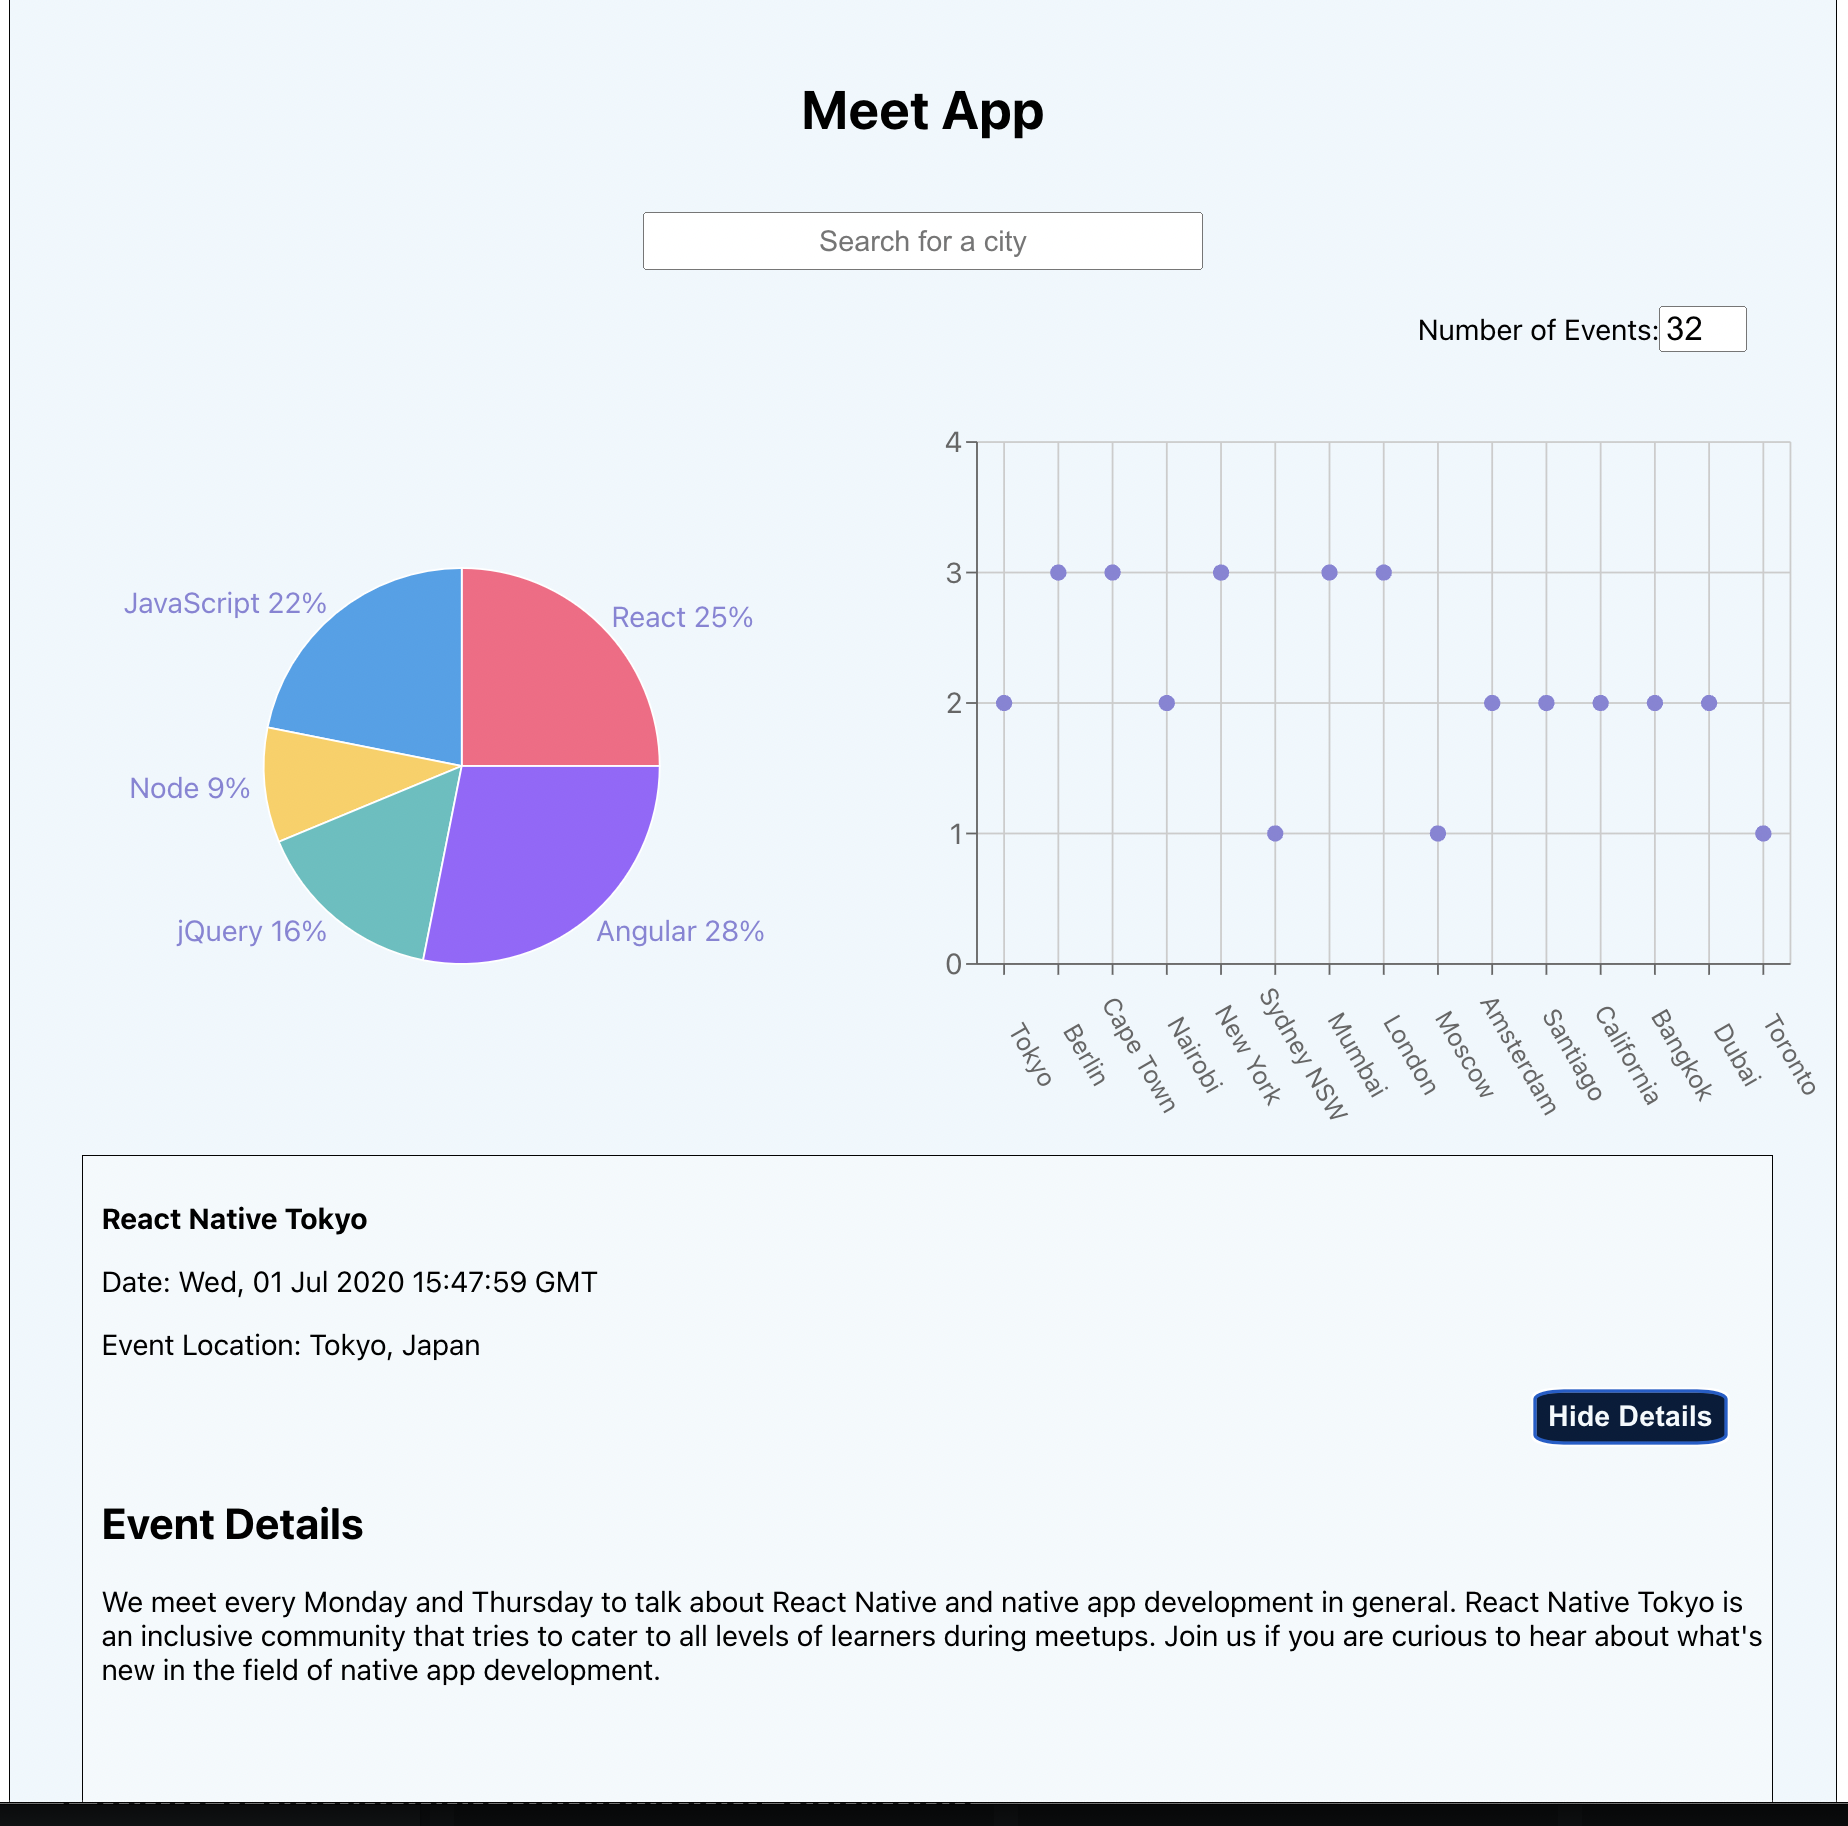 Meet App
Search for a city
Number of Events: 32
JavaScript 22%
React 25%
Node 9%
jQuery 16%
Angular 28%
4
3
2
1
0
Tokyo
Berlin
Cape Town
Nairobi
New York
Sydney NSW
Mumbai
London
Moscow
Amsterdam
Santiago
California
Bangkok
Dubai
Toronto
React Native Tokyo
Date: Wed, 01 Jul 2020 15:47:59 GMT
Event Location: Tokyo, Japan
Hide Details
Event Details
We meet every Monday and Thursday to talk about React Native and native app development in general. React Native Tokyo is
an inclusive community that tries to cater to all levels of learners during meetups. Join us if you are curious to hear about what's
new in the field of native app development.